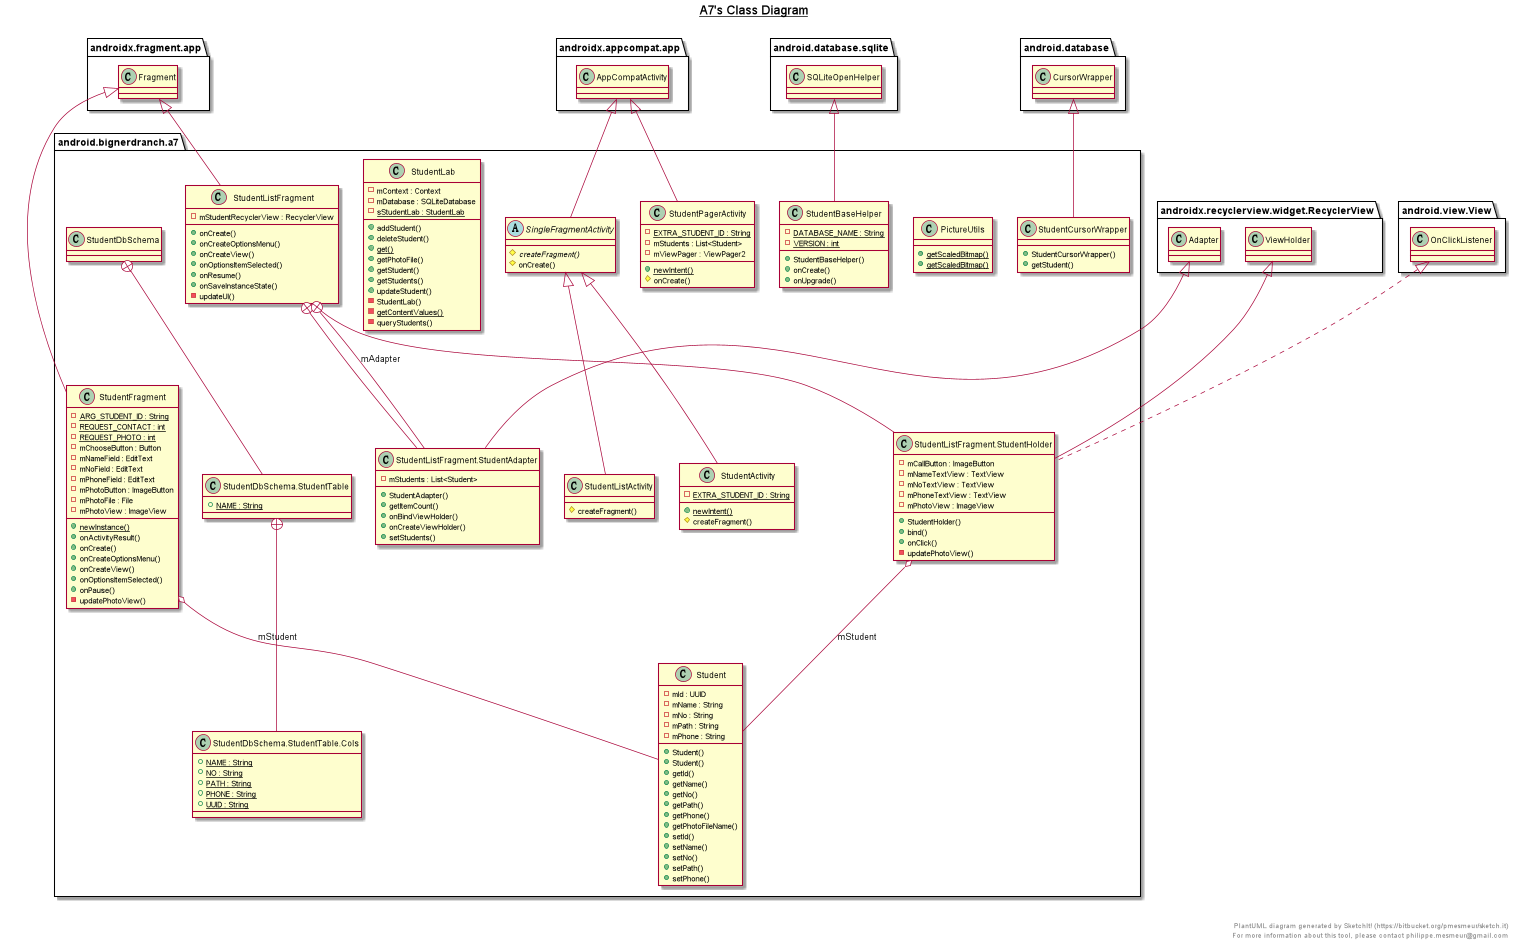 A7's Class Diagram
androidx.fragment.app
C Fragment
androidx.appcompat.app
C AppCompatActivity
android.database.sqlite
C SQLiteOpenHelper
android.database
C CursorWrapper
android.bignerdranch.a7
C StudentListFragment
mStudentRecyclerView : RecyclerView
onCreate()
onCreateOptionsMenu()
onCreateView()
onOptionsItemSelected()
onResume()
onSaveInstanceState()
updateUI()
C StudentLab
mContext : Context
mDatabase : SQLiteDatabase
sStudentLab : StudentLab
addStudent()
deleteStudent()
get()
getPhotoFile()
getStudent()
getStudents()
updateStudent()
StudentLab()
getContentValues()
queryStudents()
A SingleFragmentActivity
createFragment()
onCreate()
C StudentPagerActivity
EXTRA_STUDENT_ID : String
mStudents : List<Student>
mViewPager : ViewPager2
newIntent()
onCreate()
C StudentBaseHelper
DATABASE_NAME : String
VERSION : int
StudentBaseHelper()
onCreate()
onUpgrade()
C PictureUtils
getScaledBitmap()
getScaledBitmap()
C StudentCursorWrapper
StudentCursorWrapper()
getStudent()
androidx.recyclerview.widget.RecyclerView
C Adapter
C ViewHolder
android.view.View
C OnClickListener
C StudentDbSchema
mAdapter
C StudentFragment
ARG_STUDENT_ID : String
REQUEST_CONTACT : int
REQUEST_PHOTO : int
mChooseButton : Button
mNameField : EditText
mNoField : EditText
mPhoneField : EditText
mPhotoButton : ImageButton
mPhotoFile : File
mPhotoView : ImageView
newInstance()
onActivityResult()
onCreate()
onCreateOptionsMenu()
onCreateView()
onOptionsItemSelected()
onPause()
updatePhotoView()
C StudentDbSchema.StudentTable
NAME : String
C StudentListFragment.StudentAdapter
mStudents : List<Student>
StudentAdapter()
getItemCount()
onBindViewHolder()
onCreateViewHolder()
setStudents()
C StudentListActivity
createFragment()
C StudentActivity
EXTRA_STUDENT_ID : String
newIntent()
createFragment()
C StudentListFragment.StudentHolder
mCallButton : ImageButton
mNameTextView : TextView
mNoTextView : TextView
mPhoneTextView : TextView
mPhotoView : ImageView
StudentHolder()
bind()
onClick()
updatePhotoView()
mStudent
mStudent
C StudentDbSchema.StudentTable.Cols
NAME : String
NO : String
PATH : String
PHONE : String
UUID : String
C Student
mId : UUID
mName : String
mNo : String
mPath : String
mPhone : String
Student()
Student()
getId()
getName()
getNo()
getPath()
getPhone()
getPhotoFileName()
setId()
setName()
setNo()
setPath()
setPhone()
PlantUML diagram generated by SketchIt! (https://bitbucket.org/pmesmeur/sketch.it)
For more information about this tool, please contact philippe.mesmeur@gmail.com